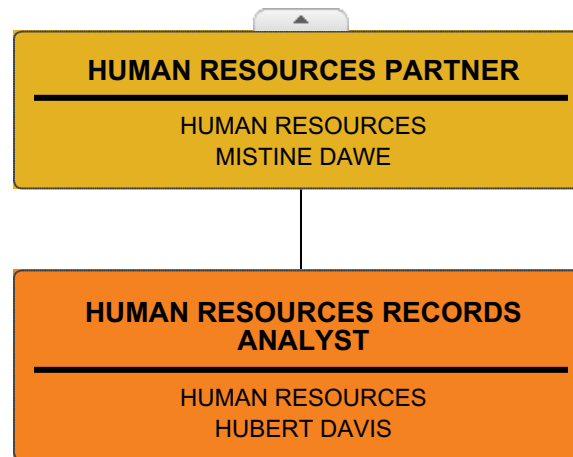 HUMAN RESOURCES PARTNER
HUMAN RESOURCES
MISTINE DAWE
HUMAN RESOURCES RECORDS
ANALYST
HUMAN RESOURCES
HUBERT DAVIS